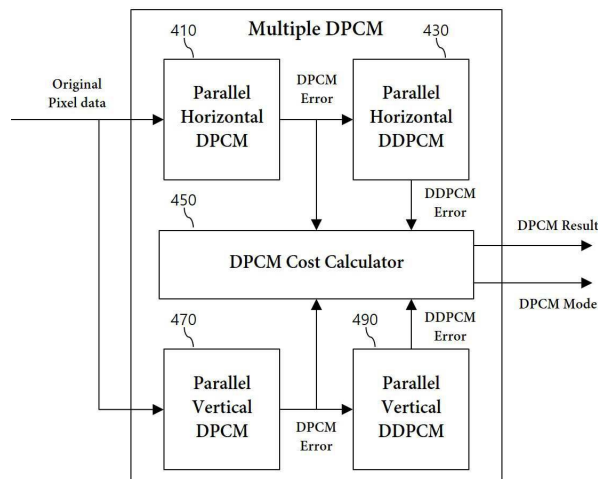 Multiple DPCM
410
430
Original
Pixel data
Parallel
Horizontal
DPCM
DPCM
Error
Parallel
Horizontal
DDPCM
DDPCM
Error
450
DPCM Cost Calculator
DPCM Result
DPCM Mode
470
490
DDPCM
Error
Parallel
Vertical
DPCM
DPCM
Error
Parallel
Vertical
DDPCM